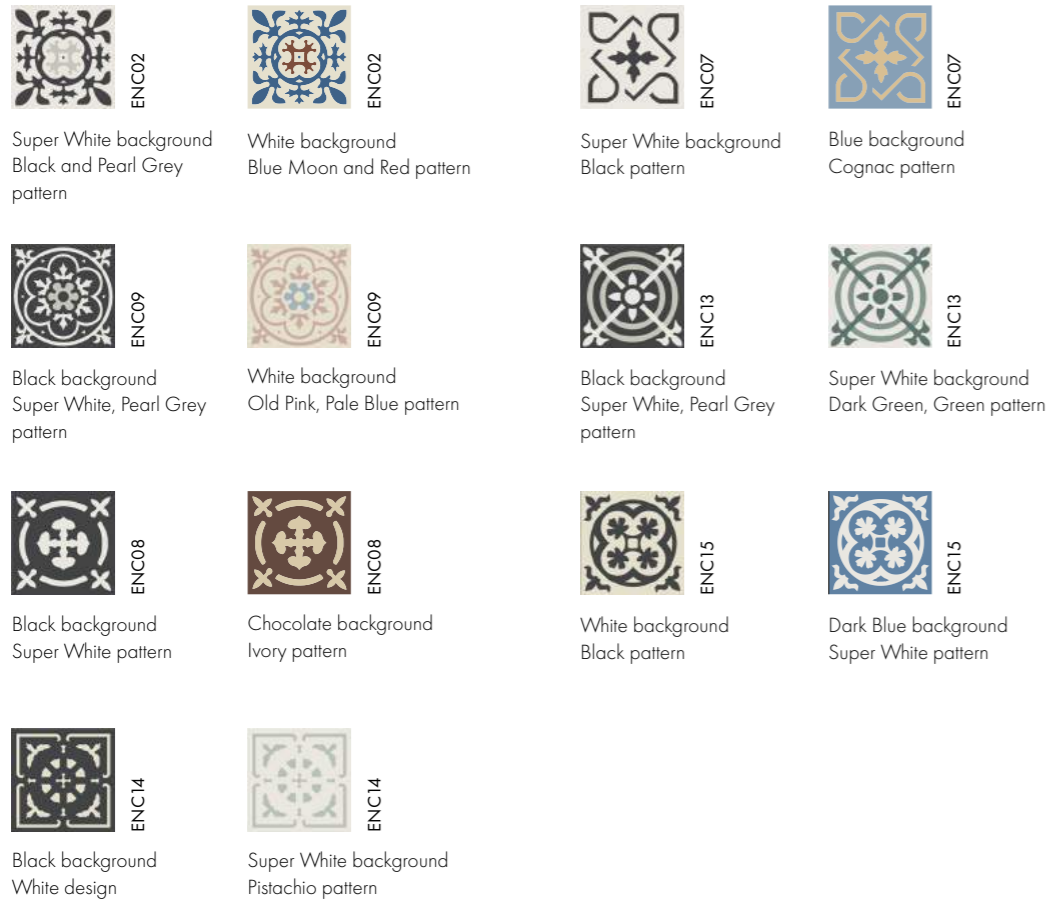 ENC02
Super White background
Black and Pearl Grey
pattern
ENC02
White background
Blue Moon and Red pattern
ENC07
Super White background
Black pattern
ENC07
Blue background
Cognac pattern
ENC09
Black background
Super White, Pearl Grey
pattern
ENC09
White background
Old Pink, Pale Blue pattern
ENC13
Black background
Super White, Pearl Grey
pattern
ENC13
Super White background
Dark Green, Green pattern
ENC08
Black background
Super White pattern
ENC08
Chocolate background
Ivory pattern
ENC15
White background
Black pattern
ENC15
Dark Blue background
Super White pattern
ENC14
Black background
White design
ENC14
Super White background
Pistachio pattern